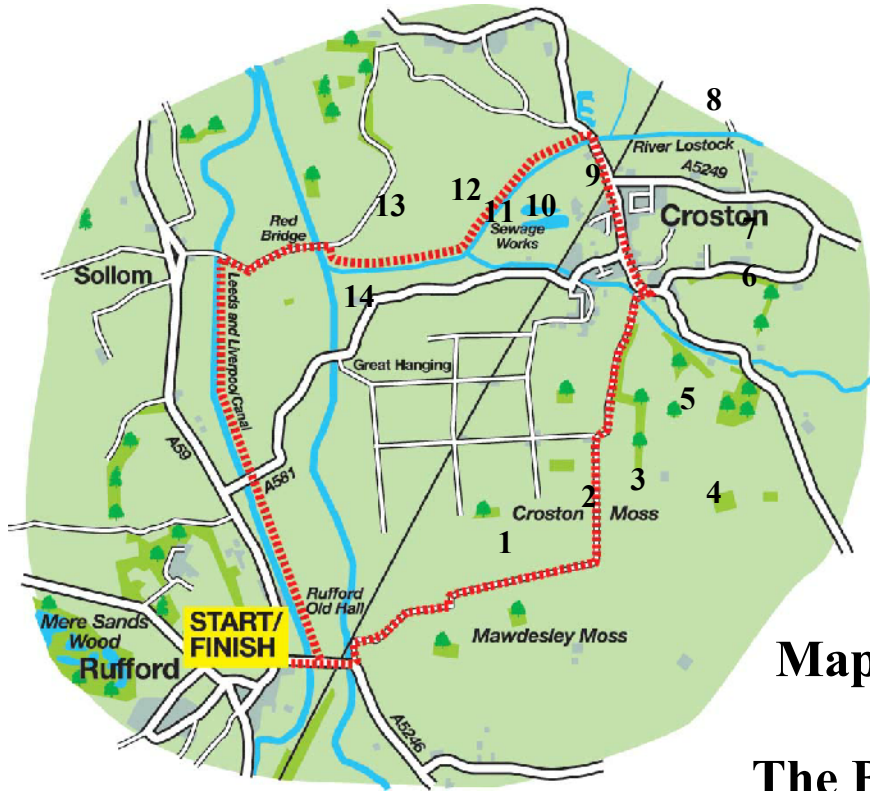 8
River Lostock
A5249
9
12
13
11
10
Croston
7
Red
Bridge
Sewage
Works
6
Sollom
14
Leeds and Liverpool Canal
Great Hanging
5
A59
A581
3
2
4
Croston
Moss
1
Rufford
Old Hall
START/
FINISH
Mere Sands
Wood
Rufford
Mawdesley Moss
Map
A5246
The